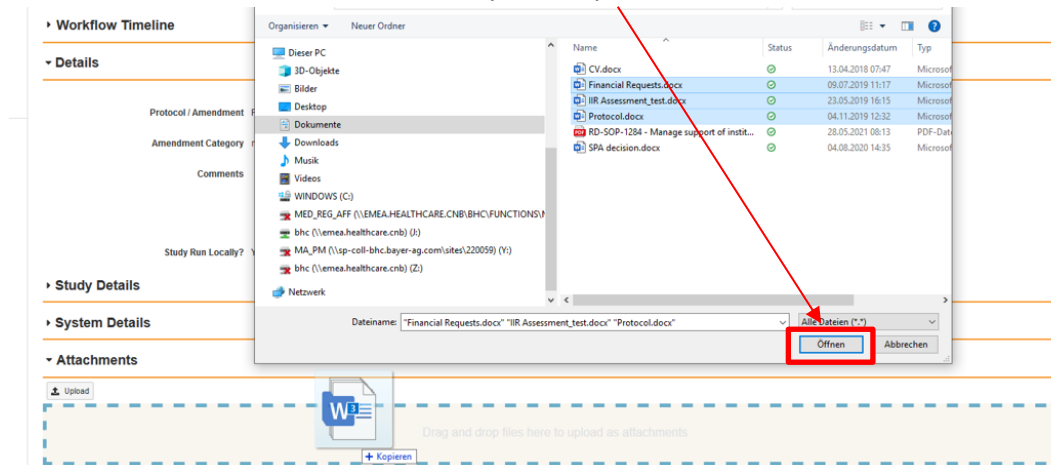 Workflow Timeline
Details
Protocol / Amendment
Amendment Category
Comments
Study Run Locally?
Study Details
System Details
Attachments
Upload
Drag and drop files here to upload as attachments
Organisieren
Neuer Ordner
Dieser PC
3D-Objekte
Bilder
Desktop
Dokumente
Downloads
Musik
Videos
WINDOWS (C:)
MED_REG_AFF (\\EMEA.HEALTHCARE.CNB\BHC\FUNCTIONS\
bhc (\\emea.healthcare.cnb) (J:)
MA_PM (\\sp-coll-bhc.bayer-ag.com\sites\220059) (Y:)
bhc (\\emea.healthcare.cnb) (Z:)
Netzwerk
Name Status Änderungsdatum Typ
CV.docx 13.04.2018 07:47 Microsof
Financial Requests.docx 09.07.2019 11:17 Microsof
IIR Assessment_test.docx 23.05.2019 16:15 Microsof
Protocol.docx 04.11.2019 12:32 Microsof
RD-SOP-1284 - Manage support of instit... 28.05.2021 08:13 PDF-Date
SPA decision.docx 04.08.2020 14:35 Microsof
Dateiname: "Financial Requests.docx" "IIR Assessment_test.docx" "Protocol.docx"
Alle Dateien (*.*)
Öffnen Abbrechen
W 3
+ Kopieren